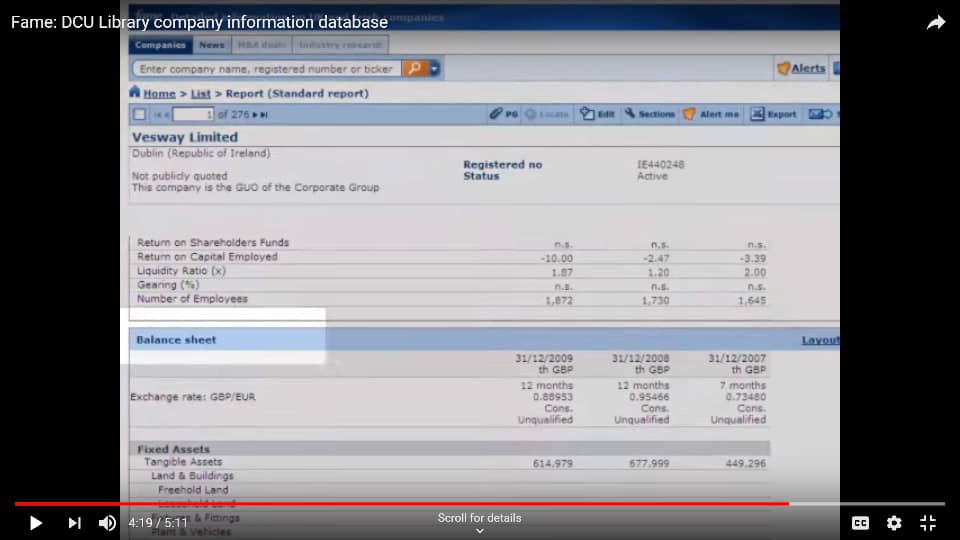 Fame: DCU Library company information database
Companies News M&A deals Industry research
Enter company name, registered number or ticker
Alerts
Home > List > Report (Standard report)
1 of 276 PG Locate Edit Sections Alert me Export
Vesway Limited
Dublin (Republic of Ireland)
Registered no IE440248
Not publicly quoted Status Active
This company is the GUO of the Corporate Group
Return on Shareholders Funds n.s. n.s. n.s.
Return on Capital Employed -10.00 -2.47 -3.39
Liquidity Ratio (x) 1.87 1.20 2.00
Gearing (%) n.s. n.s. n.s.
Number of Employees 1,872 1,730 1,645
Balance sheet Layout
31/12/2009 31/12/2008 31/12/2007
th GBP th GBP th GBP
12 months 12 months 7 months
Exchange rate: GBP/EUR 0.88953 0.95466 0.73480
Cons. Cons. Cons.
Unqualified Unqualified Unqualified
Fixed Assets
Tangible Assets 614,979 677,999 449,296
Land & Buildings
Freehold Land
Leasehold Land
Fixtures & Fittings
Plant & Vehicles
4:19 / 5:11
Scroll for details
CC